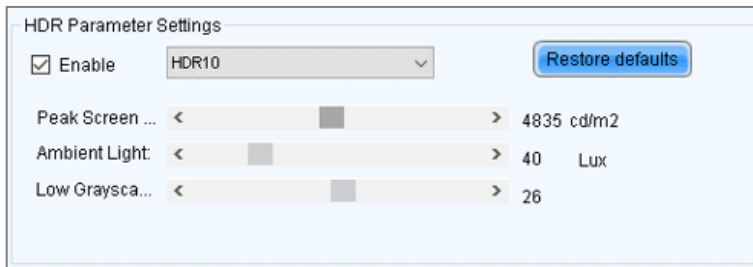 HDR Parameter Settings
Enable HDR10 Restore defaults
Peak Screen ... 4835 cd/m2
Ambient Light: 40 Lux
Low Graysca... 26